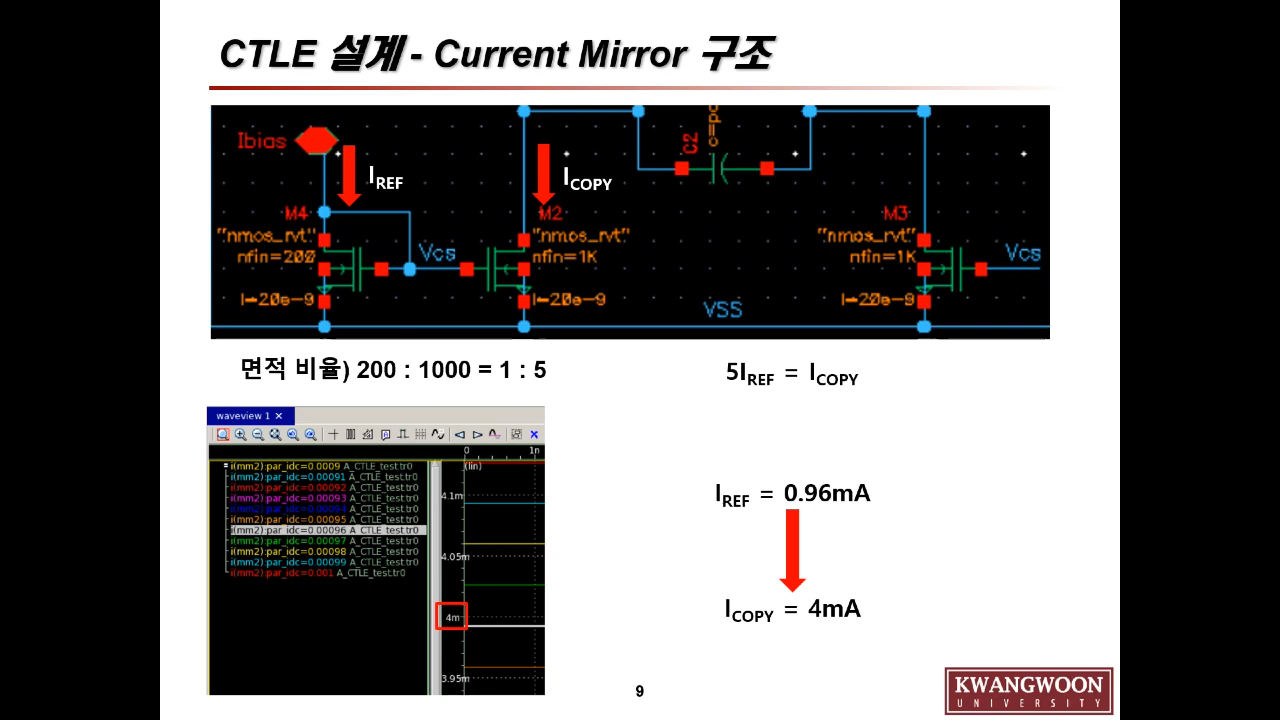 CTLE 설계 - Current Mirror 구조
Ibias
I_REF
I_COPY
C2
M4
M2
M3
"nmos_rvt"
"nmos_rvt"
"nmos_rvt"
nfin=200
Vcs
nfin=1K
nfin=1K
Vcs
l=20e-9
l=20e-9
l=20e-9
VSS
면적 비율) 200 : 1000 = 1 : 5
5I_REF = I_COPY
waveview 1 ×
0 1n
(lin)
i(mm2):par_idc=0.0009 A_CTLE_test.tr0
i(mm2):par_idc=0.00091 A_CTLE_test.tr0
i(mm2):par_idc=0.00092 A_CTLE_test.tr0
i(mm2):par_idc=0.00093 A_CTLE_test.tr0
i(mm2):par_idc=0.00094 A_CTLE_test.tr0
i(mm2):par_idc=0.00095 A_CTLE_test.tr0
i(mm2):par_idc=0.00096 A_CTLE_test.tr0
i(mm2):par_idc=0.00097 A_CTLE_test.tr0
i(mm2):par_idc=0.00098 A_CTLE_test.tr0
i(mm2):par_idc=0.00099 A_CTLE_test.tr0
i(mm2):par_idc=0.001 A_CTLE_test.tr0
4.1m
4.05m
4m
3.95m
I_REF = 0.96mA
I_COPY = 4mA
9
KWANGWOON
UNIVERSITY